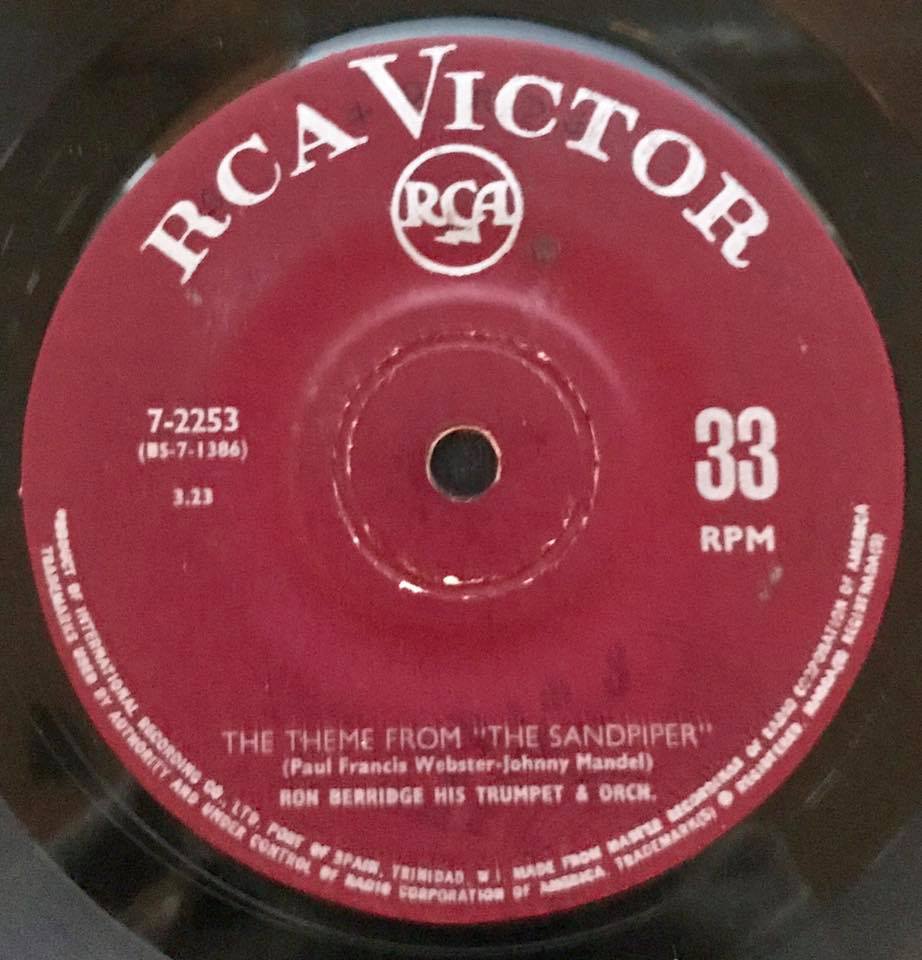 RCA VICTOR
RCA
7-2253
(BS-7-1386)
3.23
33
RPM
THE THEME FROM "THE SANDPIPER"
(Paul Francis Webster-Johnny Mandel)
RON BERRIDGE HIS TRUMPET & ORCH.
PRODUCT OF INTERNATIONAL RECORDING CO., LTD. PORT OF SPAIN, TRINIDAD, W.I. MADE FROM MASTER RECORDINGS OF RADIO CORPORATION OF AMERICA
TRADEMARKS USED BY AUTHORITY AND UNDER CONTROL OF RADIO CORPORATION OF AMERICA, TRADEMARK(S) ® REGISTERED MARCA(S) REGISTRADA(S)